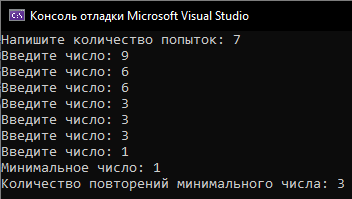 Консоль отладки Microsoft Visual Studio
Напишите количество попыток: 7
Введите число: 9
Введите число: 6
Введите число: 6
Введите число: 3
Введите число: 3
Введите число: 3
Введите число: 1
Минимальное число: 1
Количество повторений минимального числа: 3